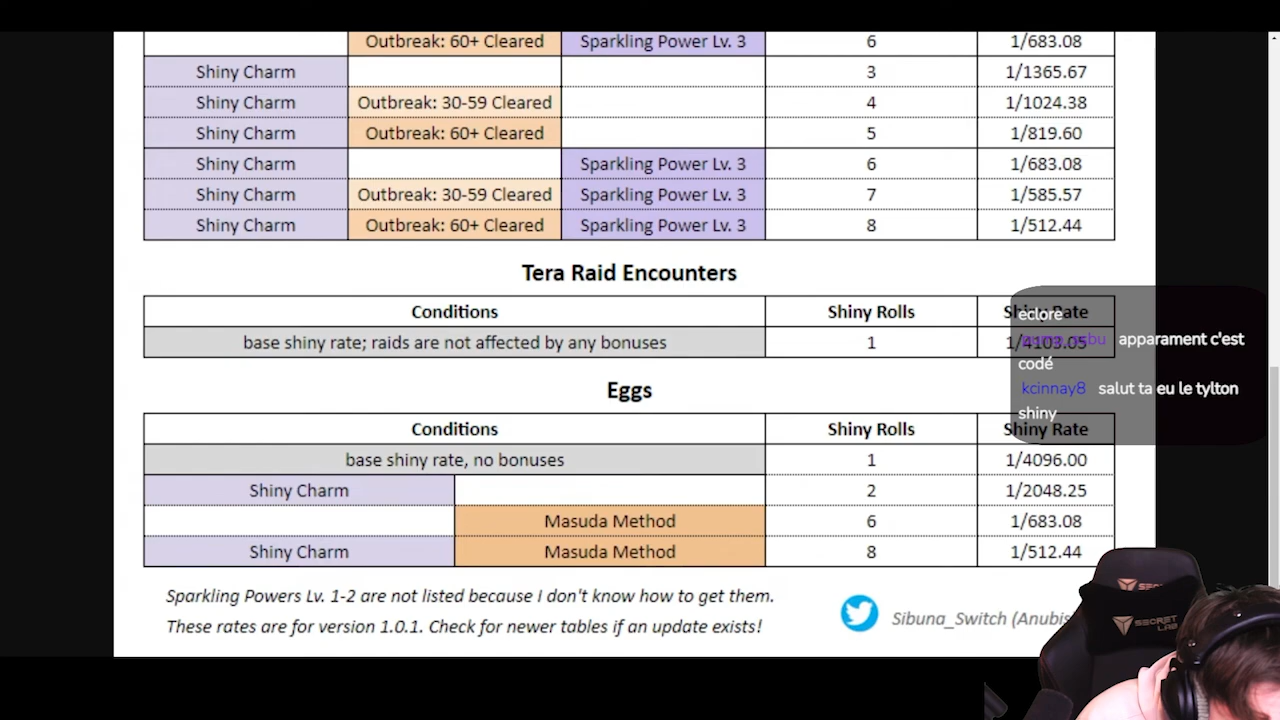 Outbreak: 60+ Cleared Sparkling Power Lv. 3 6 1/683.08
Shiny Charm 3 1/1365.67
Shiny Charm Outbreak: 30-59 Cleared 4 1/1024.38
Shiny Charm Outbreak: 60+ Cleared 5 1/819.60
Shiny Charm Sparkling Power Lv. 3 6 1/683.08
Shiny Charm Outbreak: 30-59 Cleared Sparkling Power Lv. 3 7 1/585.57
Shiny Charm Outbreak: 60+ Cleared Sparkling Power Lv. 3 8 1/512.44
Tera Raid Encounters
Conditions Shiny Rolls Shiny Rate
base shiny rate; raids are not affected by any bonuses 1 1/4103.05
Eggs
Conditions Shiny Rolls Shiny Rate
base shiny rate, no bonuses 1 1/4096.00
Shiny Charm 2 1/2048.25
Masuda Method 6 1/683.08
Shiny Charm Masuda Method 8 1/512.44
Sparkling Powers Lv. 1-2 are not listed because I don't know how to get them.
These rates are for version 1.0.1. Check for newer tables if an update exists!
Sibuna_Switch (Anubis
eclore
apparament c'est
codé
kcinnay8 salut ta eu le tylton
shiny
SECRET
LAB